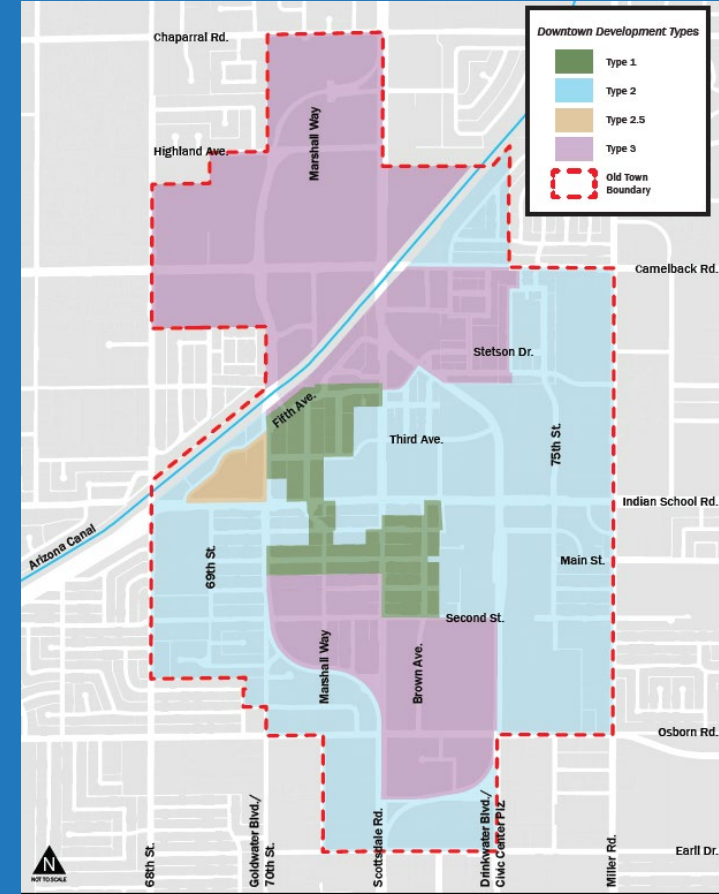 Downtown Development Types
Type 1
Type 2
Type 2.5
Type 3
Old Town
Boundary
Chaparral Rd.
Marshall Way
Highland Ave.
Camelback Rd.
Stetson Dr.
Fifth Ave.
Third Ave.
75th St.
Indian School Rd.
Arizona Canal
69th St.
Main St.
Second St.
Marshall Way
Brown Ave.
Osborn Rd.
68th St.
Goldwater Blvd./
70th St.
Scottsdale Rd.
Drinkwater Blvd./
Civic Center Plz
Miller Rd.
Earll Dr.
N
NOT TO SCALE